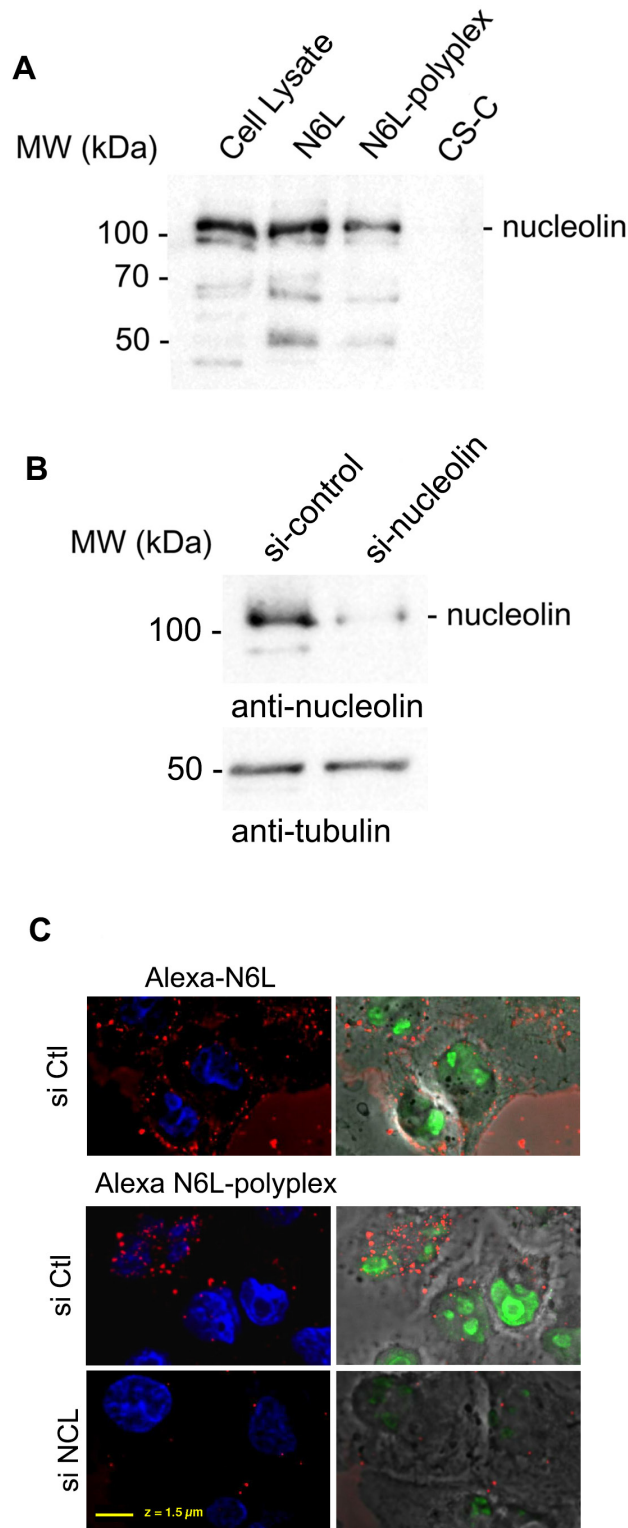 A
MW (kDa)
Cell Lysate
N6L
N6L-polyplex
CS-C
100 -
- nucleolin
70 -
50 -
B
MW (kDa)
si-control
si-nucleolin
100 -
- nucleolin
anti-nucleolin
50 -
anti-tubulin
C
Alexa-N6L
si Ctl
Alexa N6L-polyplex
si Ctl
si NCL
z = 1.5 µm